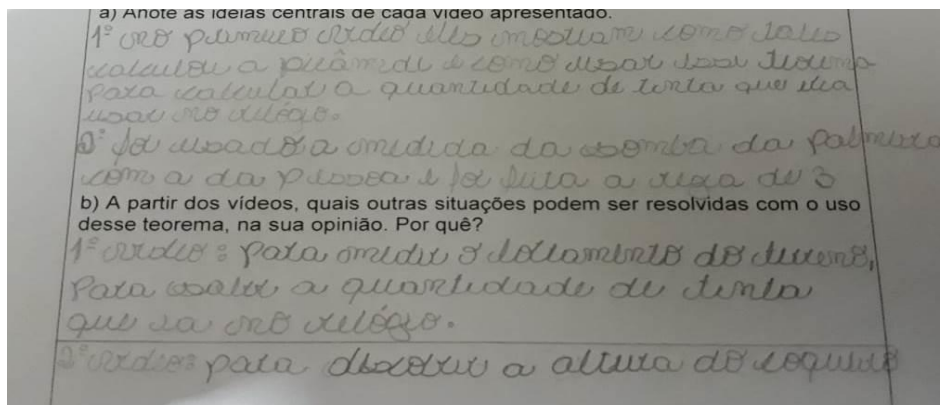 a) Anote as ideias centrais de cada vídeo apresentado.
1º no primeiro vídeo eles mostram como tales
calculou a pirâmide e como usar esse teorema
para calcular a quantidade de tinta que ia
usar no relógio.
2º foi usado a medida da sombra da palmeira
com a da pessoa e foi feita a regra de 3
b) A partir dos vídeos, quais outras situações podem ser resolvidas com o uso
desse teorema, na sua opinião. Por quê?
1º vídeo: para medir o loteamento do terreno,
Para saber a quantidade de tinta
que ia no relógio.
2º vídeo: para descobrir a altura do coqueiro